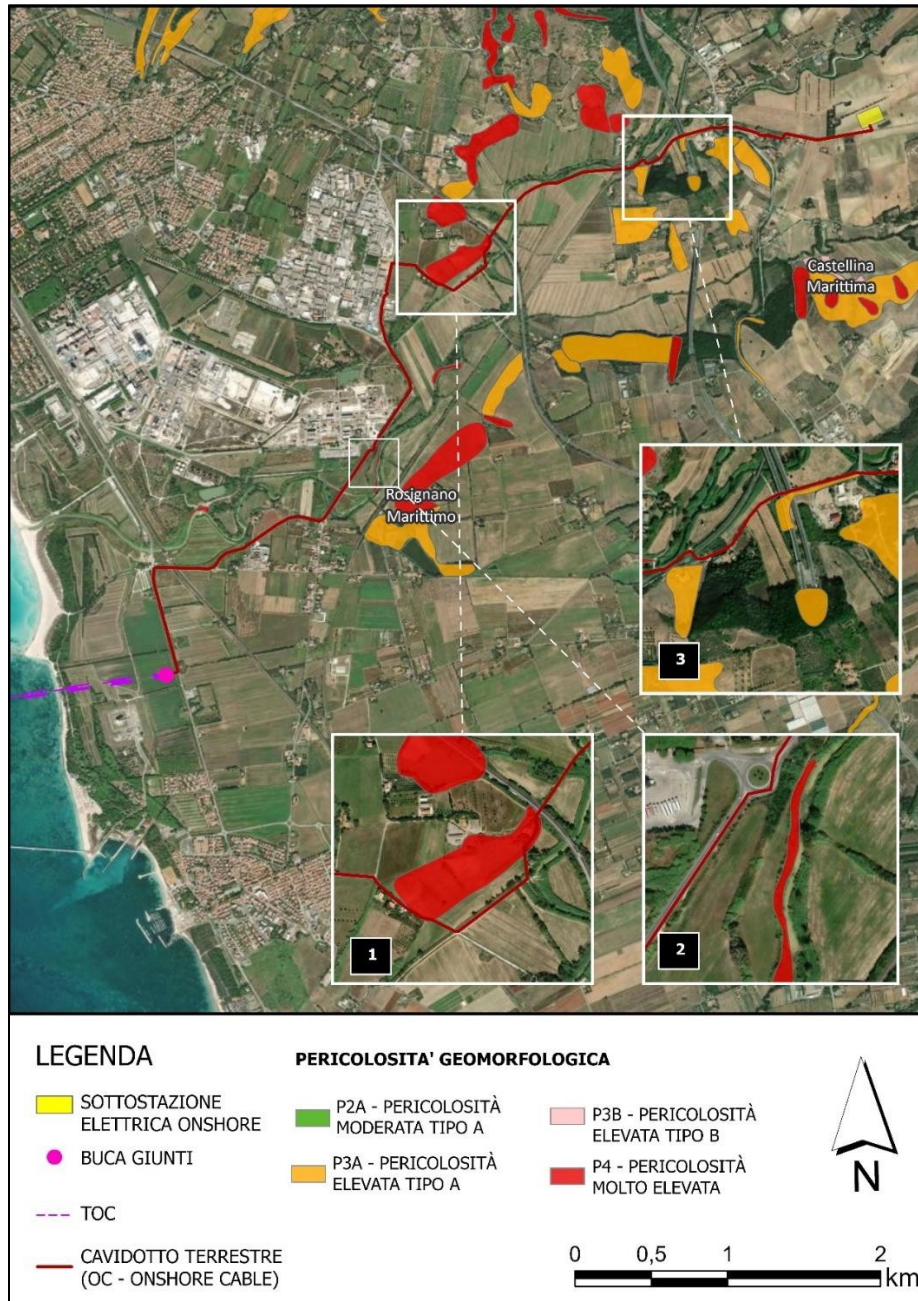 Castellina
Marittima
Rosignano
Marittimo
3
1
2
LEGENDA
SOTTOSTAZIONE
ELETTRICA ONSHORE
BUCA GIUNTI
TOC
CAVIDOTTO TERRESTRE
(OC - ONSHORE CABLE)
PERICOLOSITA' GEOMORFOLOGICA
P2A - PERICOLOSITÀ
MODERATA TIPO A
P3A - PERICOLOSITÀ
ELEVATA TIPO A
P3B - PERICOLOSITÀ
ELEVATA TIPO B
P4 - PERICOLOSITÀ
MOLTO ELEVATA
N
0 0,5 1 2
km